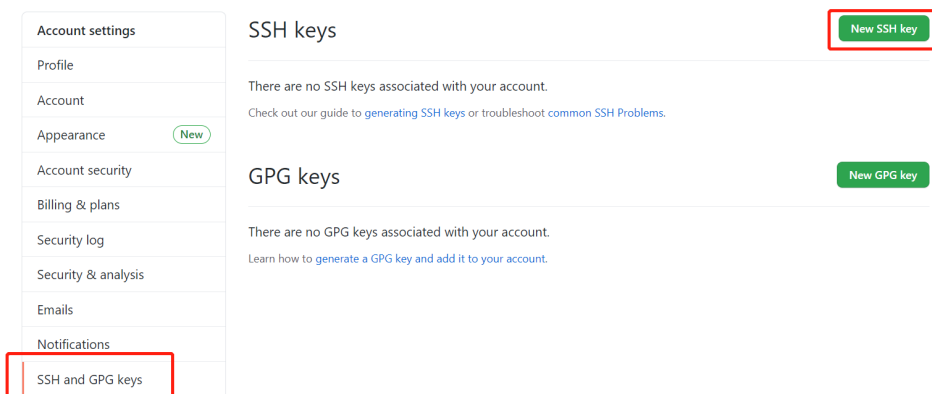 Account settings
Profile
Account
Appearance New
Account security
Billing & plans
Security log
Security & analysis
Emails
Notifications
SSH and GPG keys
SSH keys
New SSH key
There are no SSH keys associated with your account.
Check out our guide to generating SSH keys or troubleshoot common SSH Problems.
GPG keys
New GPG key
There are no GPG keys associated with your account.
Learn how to generate a GPG key and add it to your account.